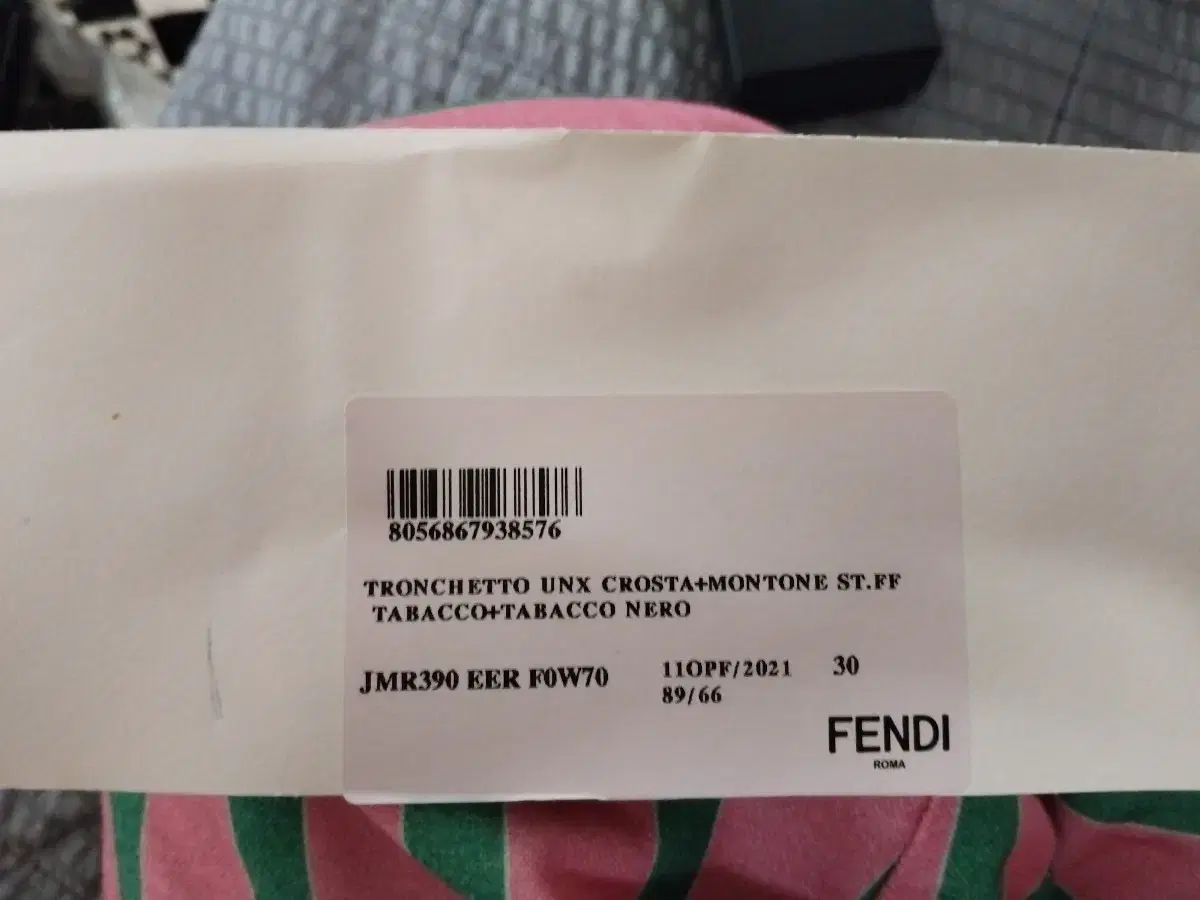 8056867938576
TRONCHETTO UNX CROSTA+MONTONE ST.FF
TABACCO+TABACCO NERO
JMR390 EER F0W70
11OPF/2021
30
89/66
FENDI
ROMA